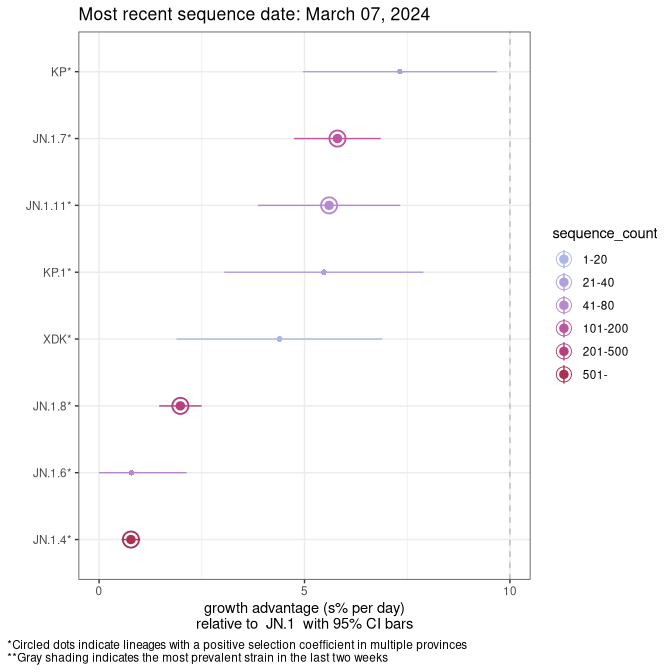 Most recent sequence date: March 07, 2024
KP*
JN.1.7*
JN.1.11*
KP.1*
XDK*
JN.1.8*
JN.1.6*
JN.1.4*
0
5
10
growth advantage (s% per day)
relative to JN.1 with 95% CI bars
sequence_count
1-20
21-40
41-80
101-200
201-500
501-
*Circled dots indicate lineages with a positive selection coefficient in multiple provinces
**Gray shading indicates the most prevalent strain in the last two weeks